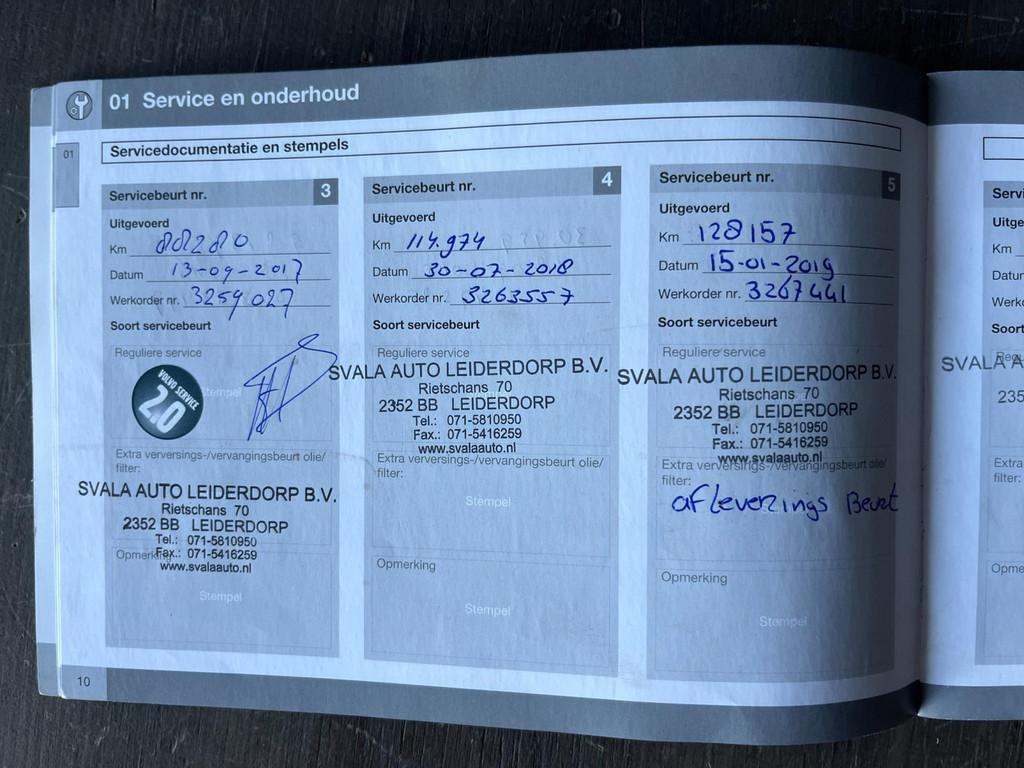 01 Service en onderhoud
01
Servicedocumentatie en stempels
Servicebeurt nr. 3
Uitgevoerd
Km 88280
Datum 13-09-2017
Werkorder nr. 3259027
Soort servicebeurt
Reguliere service
VOLVO SERVICE
2.0
Stempel
Extra verversings-/vervangingsbeurt olie/
filter:
SVALA AUTO LEIDERDORP B.V.
Rietschans 70
2352 BB LEIDERDORP
Tel.: 071-5810950
Opmerking
Fax.: 071-5416259
www.svalaauto.nl
Stempel
Servicebeurt nr. 4
Uitgevoerd
Km 114.974
Datum 30-07-2018
Werkorder nr. 3263557
Soort servicebeurt
Reguliere service
SVALA AUTO LEIDERDORP B.V.
Rietschans 70
2352 BB LEIDERDORP
Tel.: 071-5810950
Fax.: 071-5416259
www.svalaauto.nl
Extra verversings-/vervangingsbeurt olie/
filter:
Stempel
Opmerking
Stempel
Servicebeurt nr. 5
Uitgevoerd
Km 128157
Datum 15-01-2019
Werkorder nr. 3267441
Soort servicebeurt
Reguliere service
SVALA AUTO LEIDERDORP B.V.
Rietschans 70
2352 BB LEIDERDORP
Tel.: 071-5810950
Fax.: 071-5416259
www.svalaauto.nl
Extra verversings-/vervangingsbeurt olie/
filter:
afleverings Beurt
Opmerking
Stempel
10
Servi
Uitge
Km
Datur
Werk
Soort
SVALA A
235
Extra
filter:
Opme